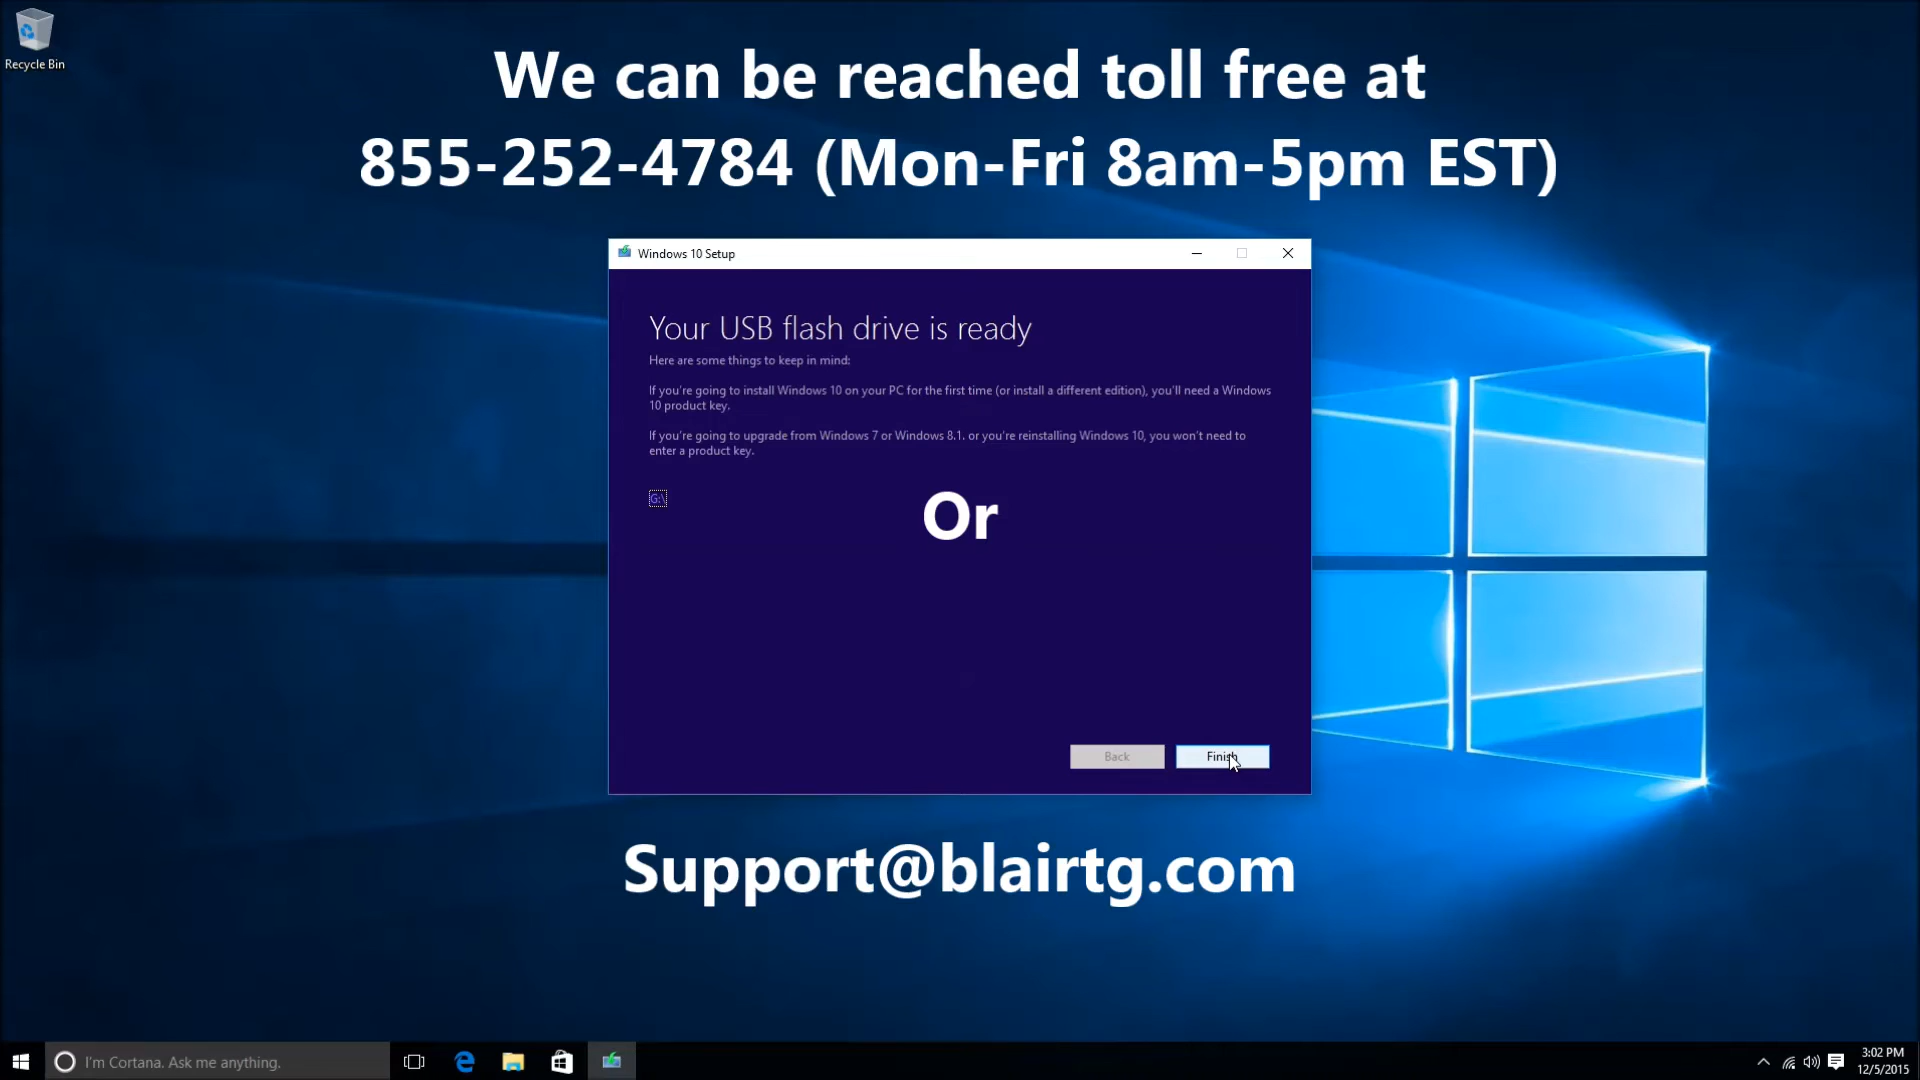 Recycle Bin
We can be reached toll free at
855-252-4784 (Mon-Fri 8am-5pm EST)
Windows 10 Setup
Your USB flash drive is ready
Here are some things to keep in mind:
If you're going to install Windows 10 on your PC for the first time (or install a different edition), you'll need a Windows
10 product key.
If you're going to upgrade from Windows 7 or Windows 8.1. or you're reinstalling Windows 10, you won't need to
enter a product key.
G:\
Or
Back
Finish
Support@blairtg.com
I'm Cortana. Ask me anything.
3:02 PM
12/5/2015